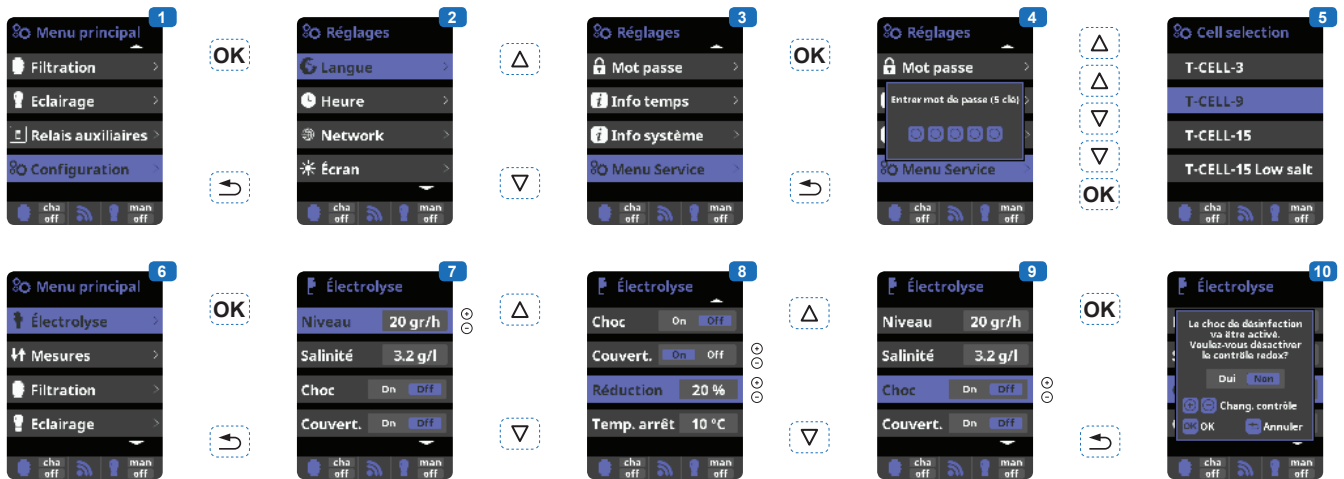 1
Menu principal
Filtration
Eclairage
Relais auxiliaires
Configuration
cha off
man off
OK
2
Réglages
Langue
Heure
Network
Écran
cha off
man off
3
Réglages
Mot passe
Info temps
Info système
Menu Service
cha off
man off
OK
4
Réglages
Mot passe
Entrer mot de passe (5 clé)
Menu Service
cha off
man off
OK
5
Cell selection
T-CELL-3
T-CELL-9
T-CELL-15
T-CELL-15 Low salt
cha off
man off
6
Menu principal
Électrolyse
Mesures
Filtration
Eclairage
cha off
man off
OK
7
Électrolyse
Niveau 20 gr/h
Salinité 3.2 g/l
Choc On Off
Couvert. On Off
cha off
man off
8
Électrolyse
Choc On Off
Couvert. On Off
Réduction 20 %
Temp. arrêt 10 °C
cha off
man off
9
Électrolyse
Niveau 20 gr/h
Salinité 3.2 g/l
Choc On Off
Couvert. On Off
cha off
man off
OK
10
Le choc de désinfection
va être activé.
Voulez-vous désactiver
le contrôle redox?
Oui Non
Chang. contrôle
OK OK Annuler
cha off
man off